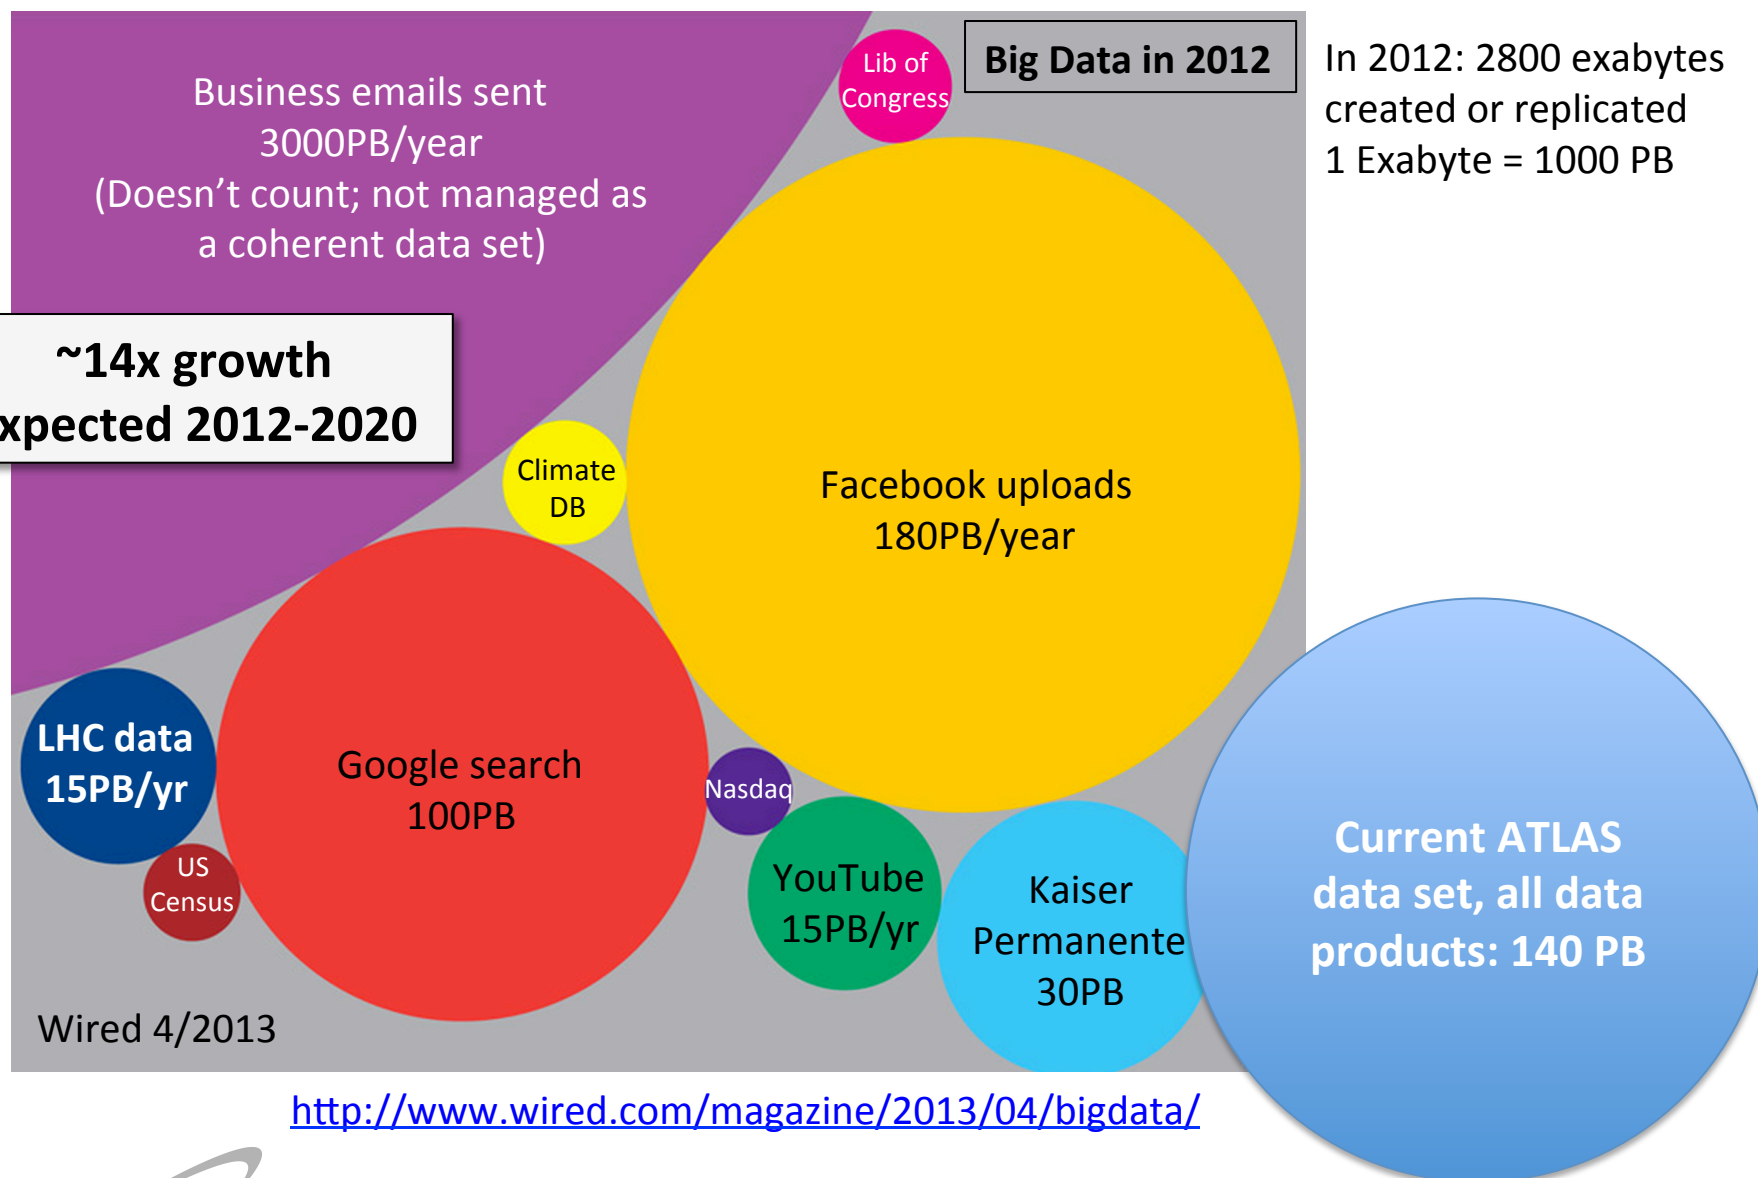 Business emails sent
3000PB/year
(Doesn't count; not managed as
a coherent data set)
Lib of
Congress
Big Data in 2012
In 2012: 2800 exabytes
created or replicated
1 Exabyte = 1000 PB
~14x growth
xpected 2012-2020
Climate
DB
Facebook uploads
180PB/year
LHC data
15PB/yr
Google search
100PB
Nasdaq
US
Census
YouTube
15PB/yr
Kaiser
Permanente
30PB
Current ATLAS
data set, all data
products: 140 PB
Wired 4/2013
http://www.wired.com/magazine/2013/04/bigdata/